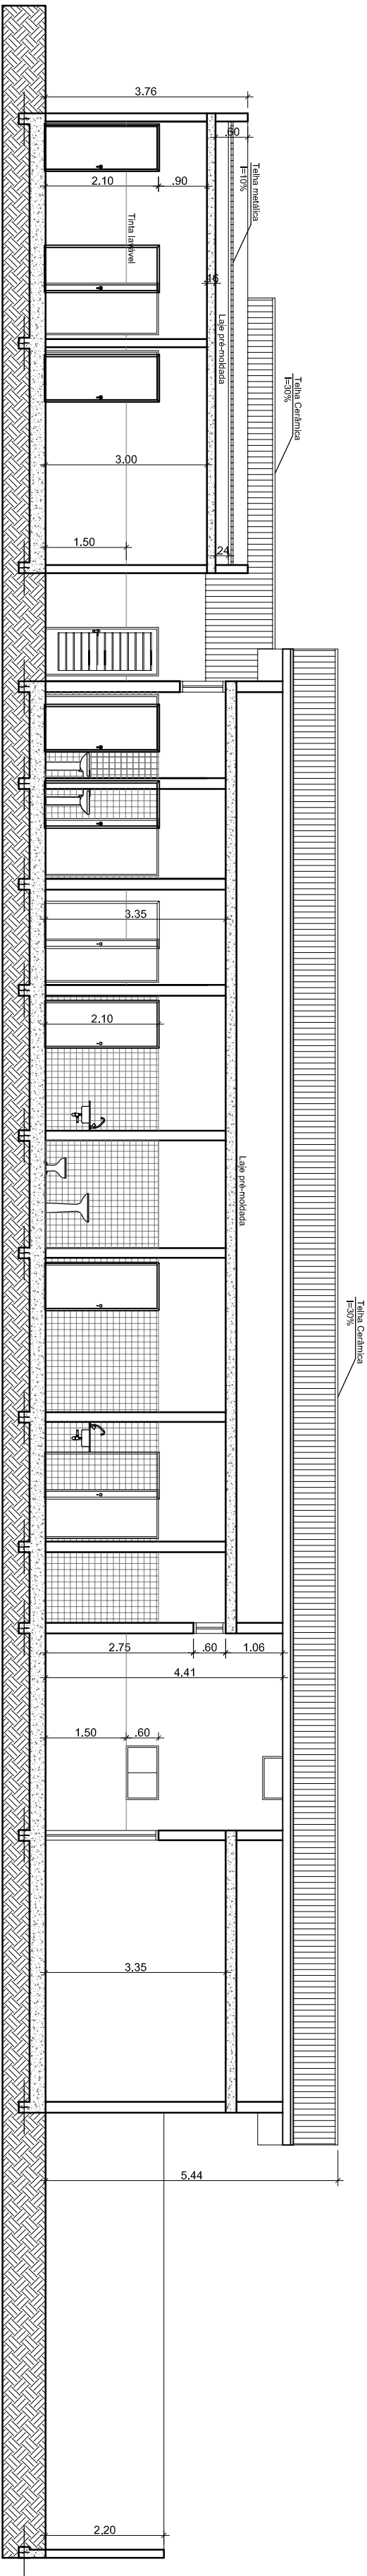 3.76
.60
Telha metálica
I=10%
2.10
.90
Tinta lavável
.16
Laje pré-moldada
Telha Cerâmica
I=30%
3.00
1.50
.24
3.35
2.10
Laje pré-moldada
Telha Cerâmica
I=30%
2.75
.60
1.06
4.41
1.50
.60
3.35
5.44
2.20